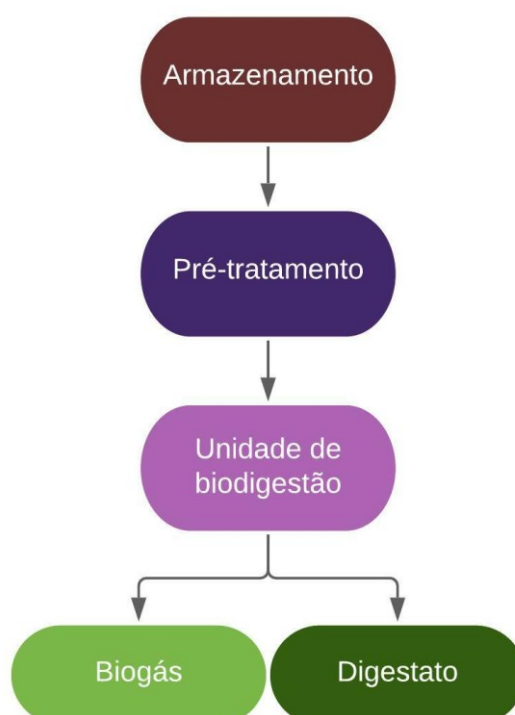 Armazenamento
Pré-tratamento
Unidade de
biodigestão
Biogás
Digestato